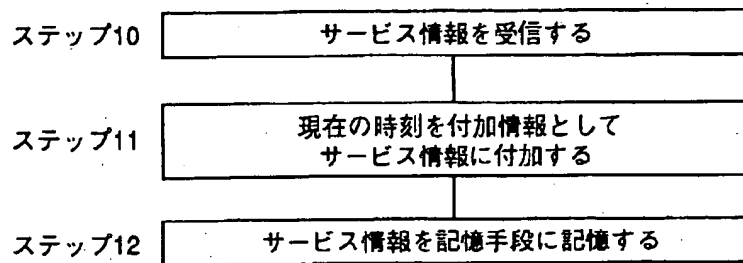 ステップ10
サービス情報を受信する
ステップ11
現在の時刻を付加情報として
サービス情報に付加する
ステップ12
サービス情報を記憶手段に記憶する